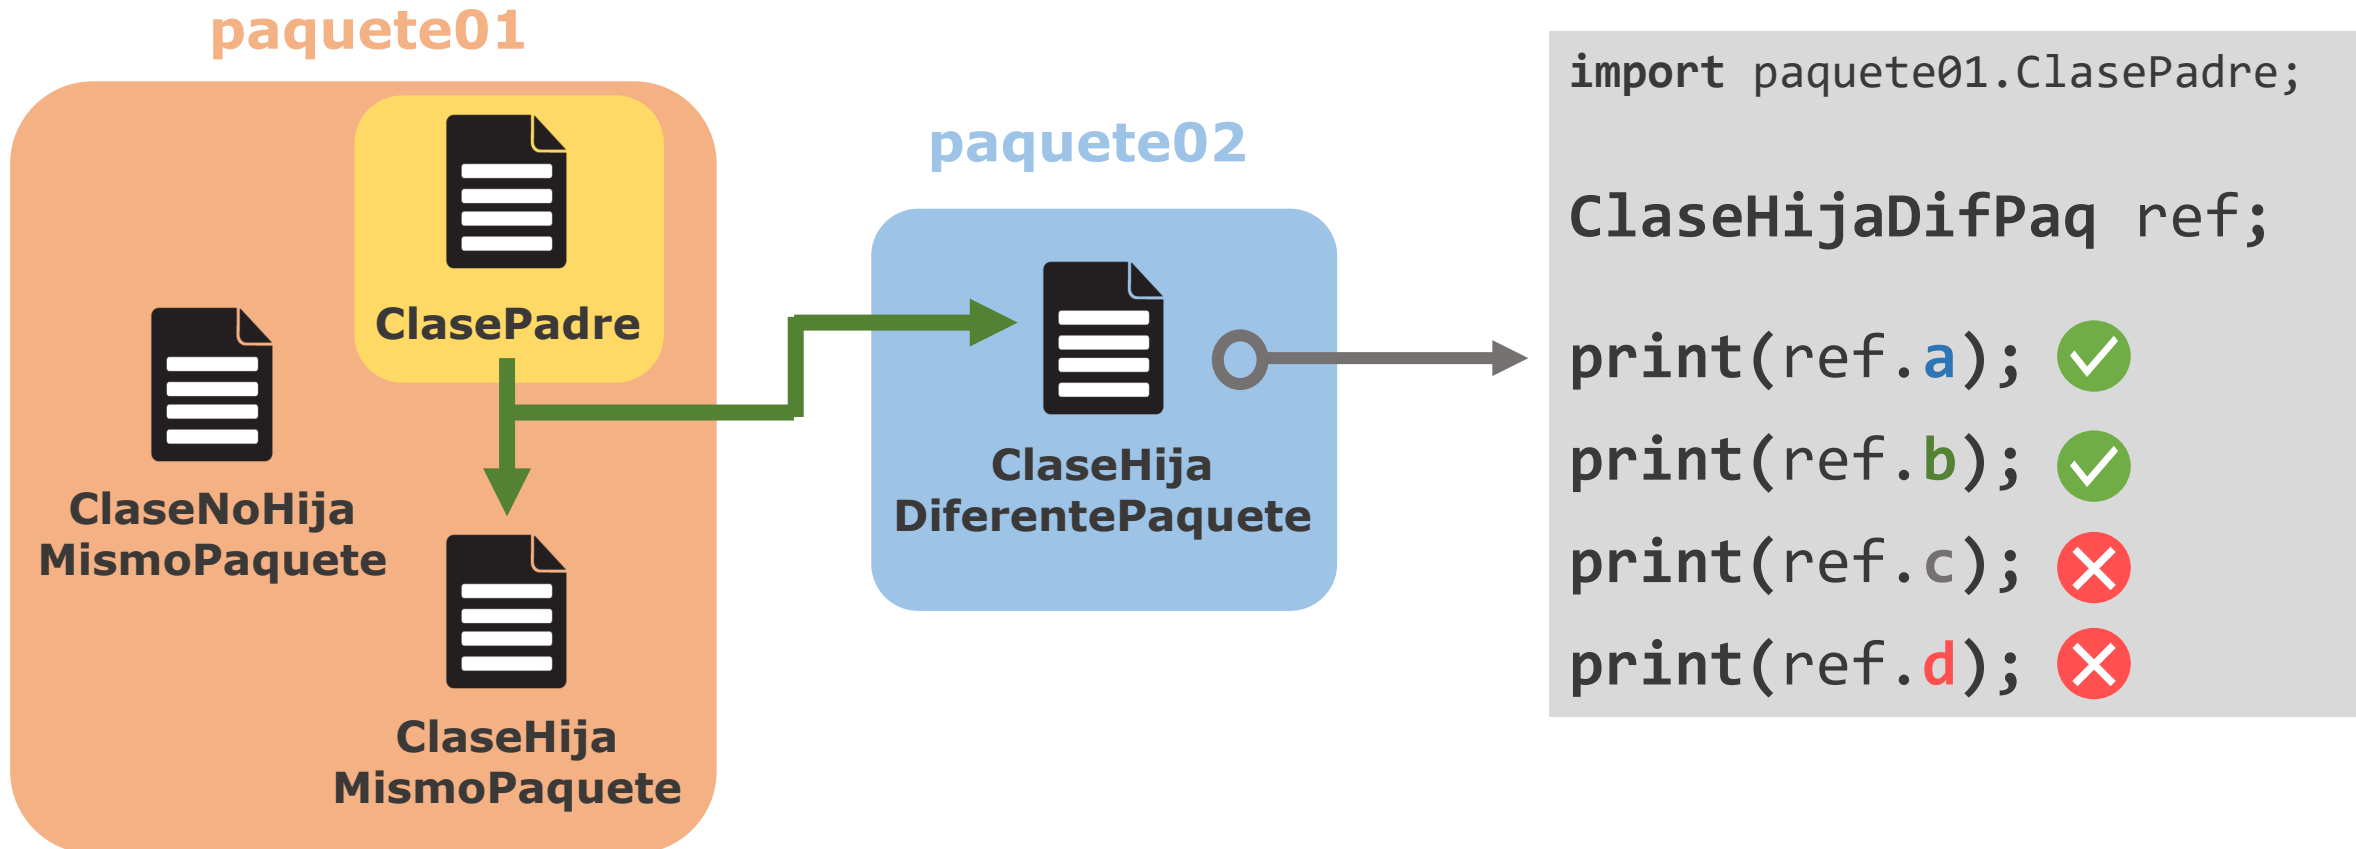 paquete01
ClasePadre
ClaseNoHija
MismoPaquete
ClaseHija
MismoPaquete
paquete02
ClaseHija
DiferentePaquete
import paquete01.ClasePadre;
ClaseHijaDifPaq ref;
print(ref.a);
print(ref.b);
print(ref.c);
print(ref.d);